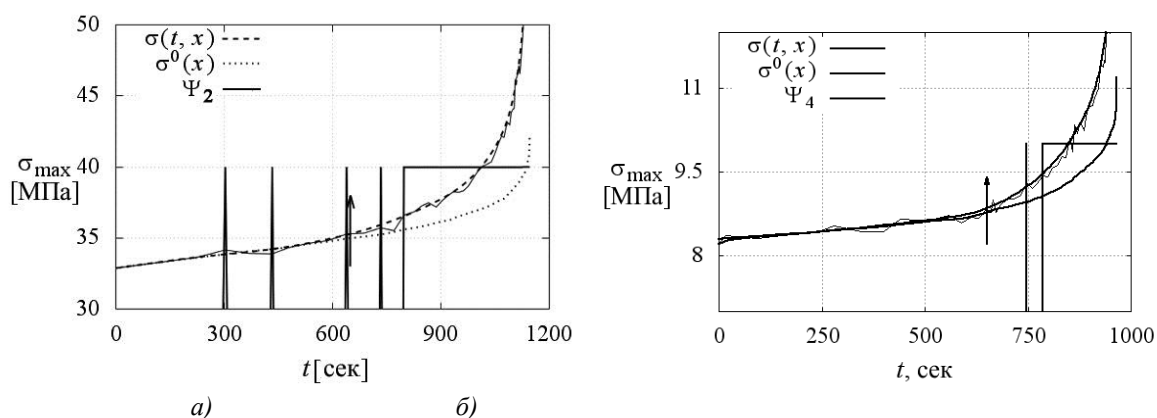 50
45
40
35
30
σ(t, x)
σ⁰(x)
Ψ₂
σmax
[МПа]
0
300
600
900
1200
t [сек]
11
9.5
8
σ(t, x)
σ⁰(x)
Ψ₄
σmax
[МПа]
0
250
500
750
1000
t, сек
а) б)